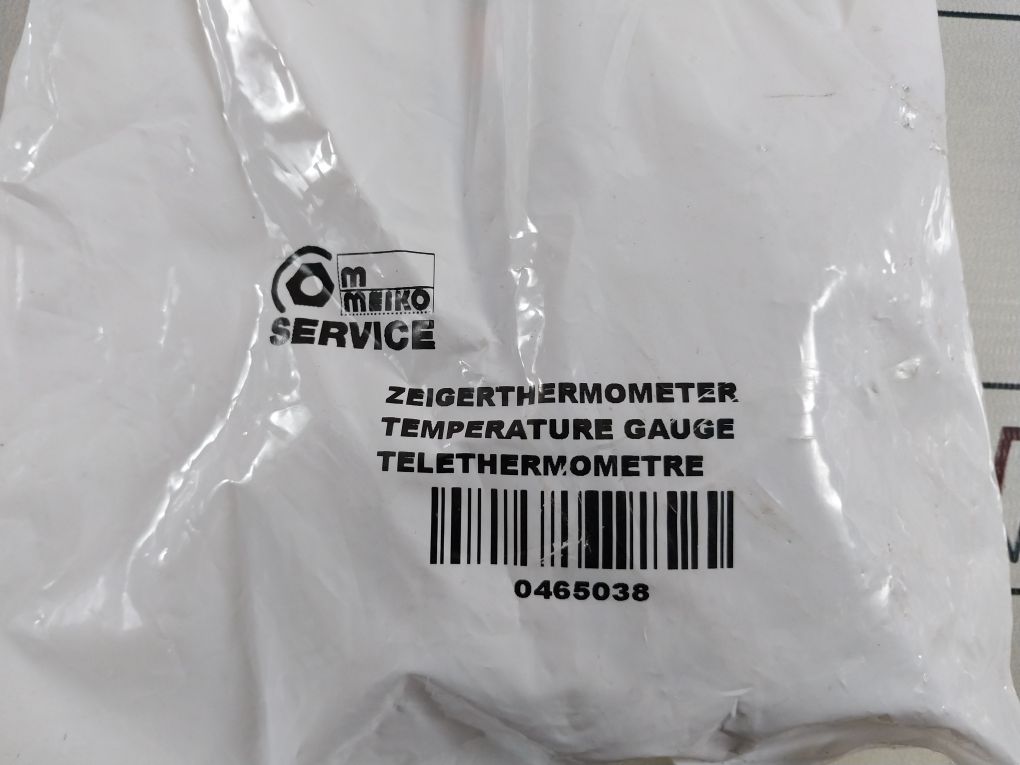 m
MEIKO
SERVICE
ZEIGERTHERMOMETER
TEMPERATURE GAUGE
TELETHERMOMETRE
0465038